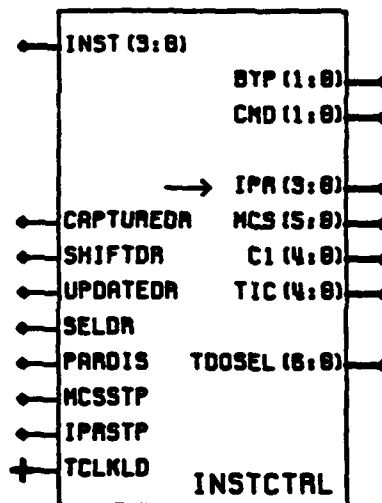 INST (3:0)
BYP (1:0)
CMD (1:0)
→ IPR (3:0)
CAPTUREDR MCS (5:0)
SHIFTDR C1 (4:0)
UPDATEDR TIC (4:0)
SELDR
PARDIS TDOSEL (6:0)
MCSSTP
IPRSTP
TCLKLD
INSTCTRL